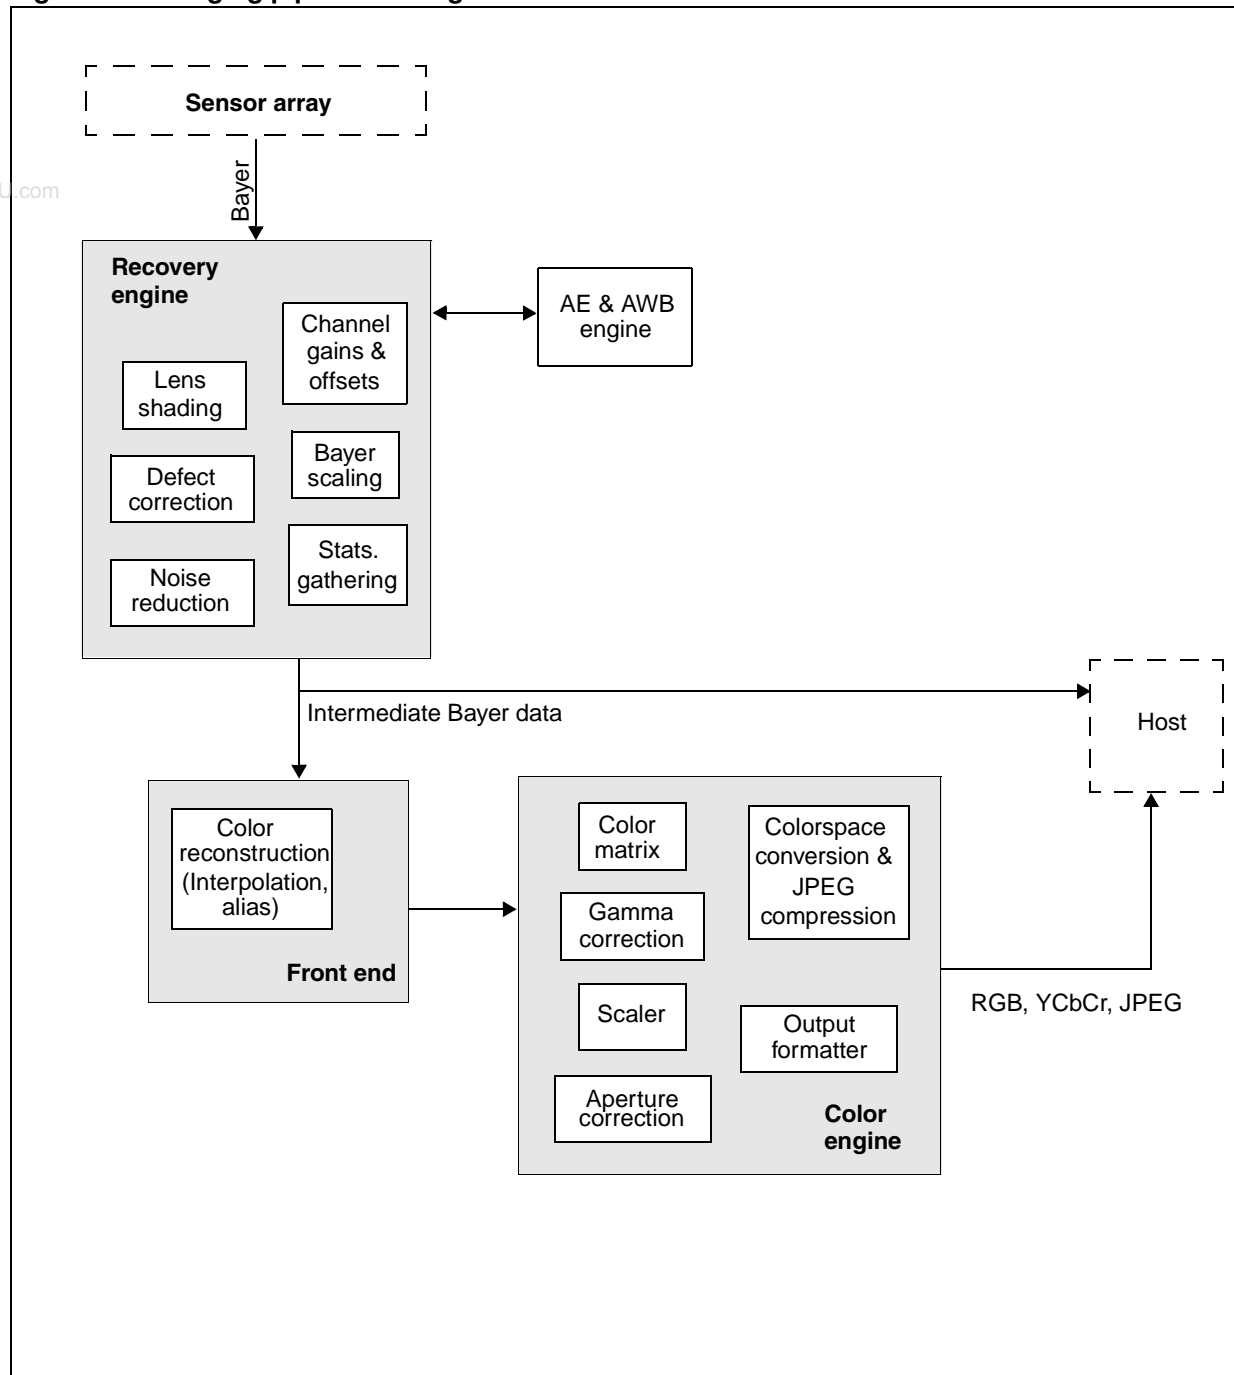 Sensor array
Bayer
U.com
Recovery
engine
Channel
gains &
offsets
AE & AWB
engine
Lens
shading
Bayer
scaling
Defect
correction
Stats.
gathering
Noise
reduction
Intermediate Bayer data
Host
Color
reconstruction
(Interpolation,
alias)
Front end
Color
matrix
Colorspace
conversion &
JPEG
compression
Gamma
correction
Scaler
Output
formatter
Aperture
correction
Color
engine
RGB, YCbCr, JPEG